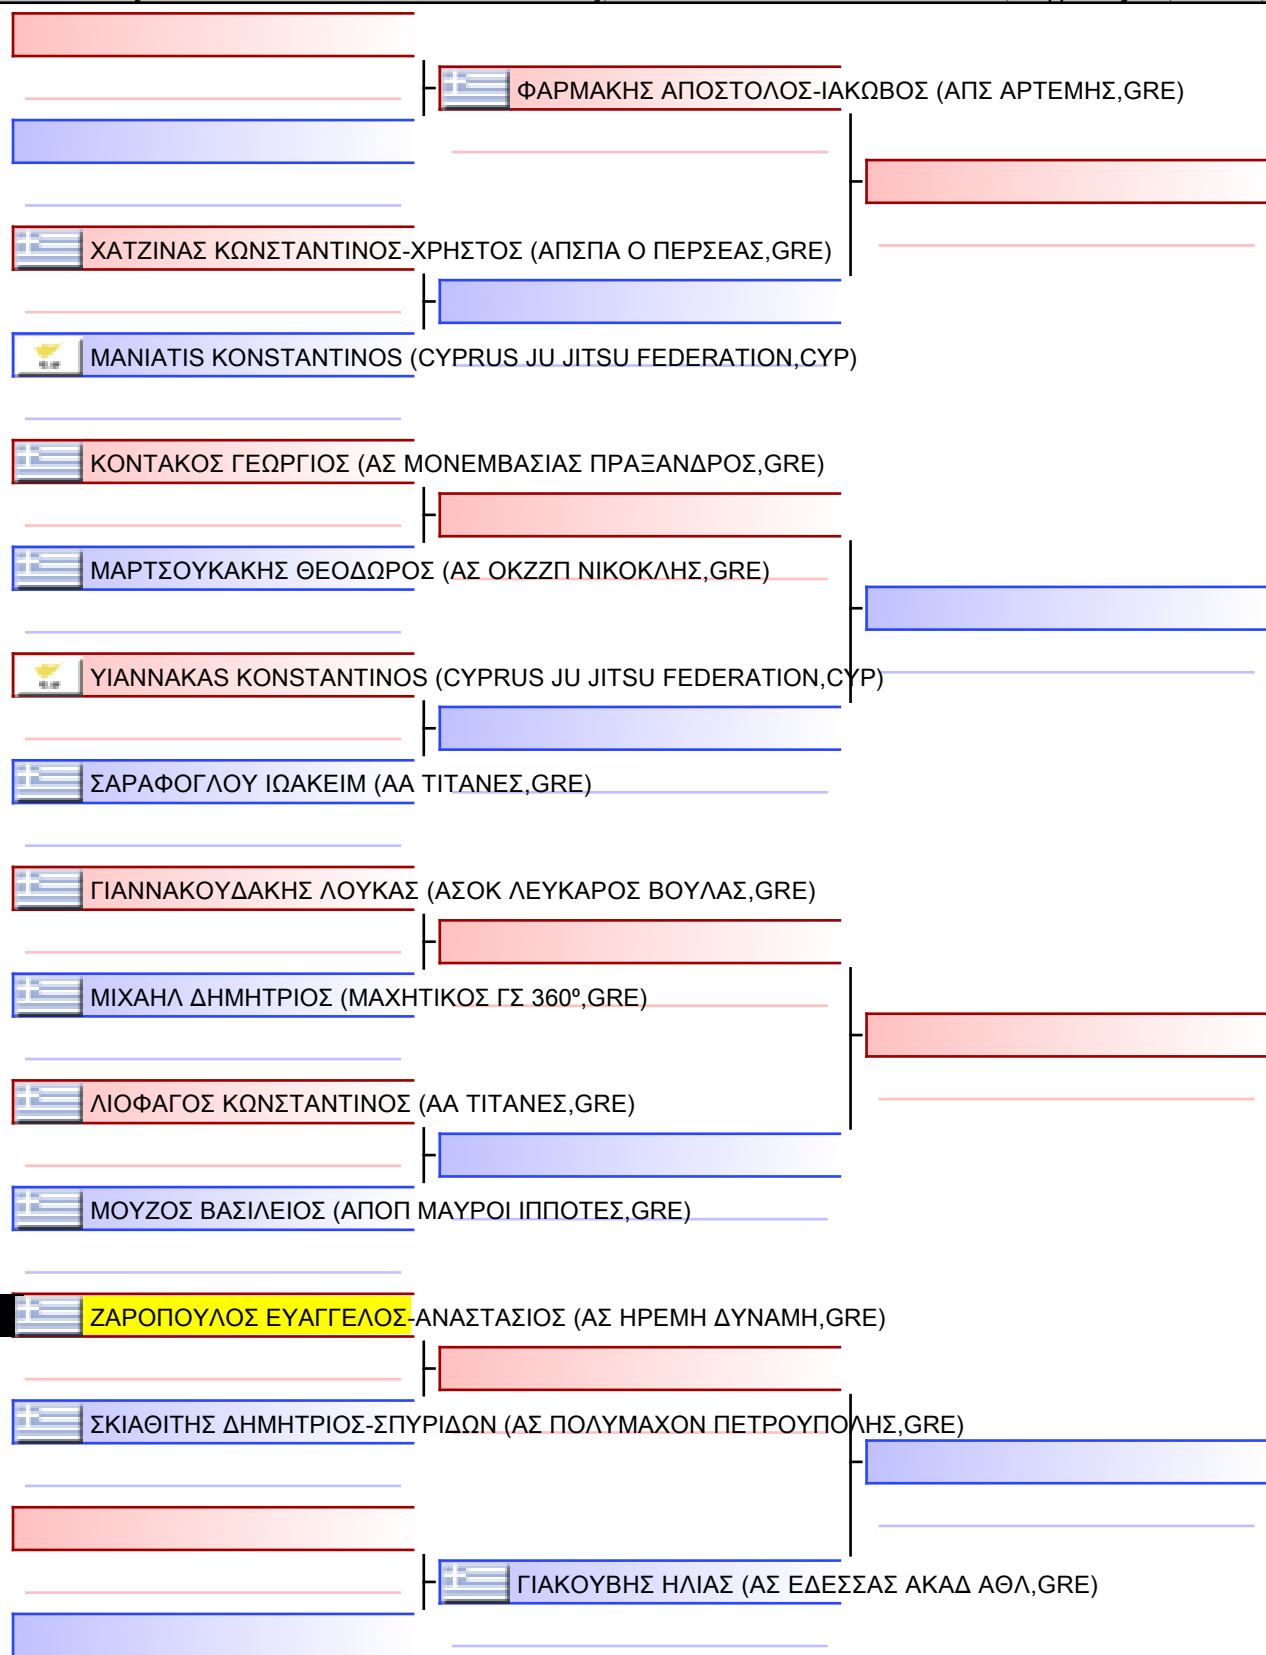 ΦΑΡΜΑΚΗΣ ΑΠΟΣΤΟΛΟΣ-ΙΑΚΩΒΟΣ (ΑΠΣ ΑΡΤΕΜΗΣ,GRE)
ΧΑΤΖΙΝΑΣ ΚΩΝΣΤΑΝΤΙΝΟΣ-ΧΡΗΣΤΟΣ (ΑΠΣΠΑ Ο ΠΕΡΣΕΑΣ,GRE)
MANIATIS KONSTANTINOS (CYPRUS JU JITSU FEDERATION,CYP)
ΚΟΝΤΑΚΟΣ ΓΕΩΡΓΙΟΣ (ΑΣ ΜΟΝΕΜΒΑΣΙΑΣ ΠΡΑΞΑΝΔΡΟΣ,GRE)
ΜΑΡΤΣΟΥΚΑΚΗΣ ΘΕΟΔΩΡΟΣ (ΑΣ ΟΚΖΖΠ ΝΙΚΟΚΛΗΣ,GRE)
YIANNAKAS KONSTANTINOS (CYPRUS JU JITSU FEDERATION,CYP)
ΣΑΡΑΦΟΓΛΟΥ ΙΩΑΚΕΙΜ (ΑΑ ΤΙΤΑΝΕΣ,GRE)
ΓΙΑΝΝΑΚΟΥΔΑΚΗΣ ΛΟΥΚΑΣ (ΑΣΟΚ ΛΕΥΚΑΡΟΣ ΒΟΥΛΑΣ,GRE)
ΜΙΧΑΗΛ ΔΗΜΗΤΡΙΟΣ (ΜΑΧΗΤΙΚΟΣ ΓΣ 360º,GRE)
ΛΙΟΦΑΓΟΣ ΚΩΝΣΤΑΝΤΙΝΟΣ (ΑΑ ΤΙΤΑΝΕΣ,GRE)
ΜΟΥΖΟΣ ΒΑΣΙΛΕΙΟΣ (ΑΠΟΠ ΜΑΥΡΟΙ ΙΠΠΟΤΕΣ,GRE)
ΖΑΡΟΠΟΥΛΟΣ ΕΥΑΓΓΕΛΟΣ-ΑΝΑΣΤΑΣΙΟΣ (ΑΣ ΗΡΕΜΗ ΔΥΝΑΜΗ,GRE)
ΣΚΙΑΘΙΤΗΣ ΔΗΜΗΤΡΙΟΣ-ΣΠΥΡΙΔΩΝ (ΑΣ ΠΟΛΥΜΑΧΟΝ ΠΕΤΡΟΥΠΟΛΗΣ,GRE)
ΓΙΑΚΟΥΒΗΣ ΗΛΙΑΣ (ΑΣ ΕΔΕΣΣΑΣ ΑΚΑΔ ΑΘΛ,GRE)